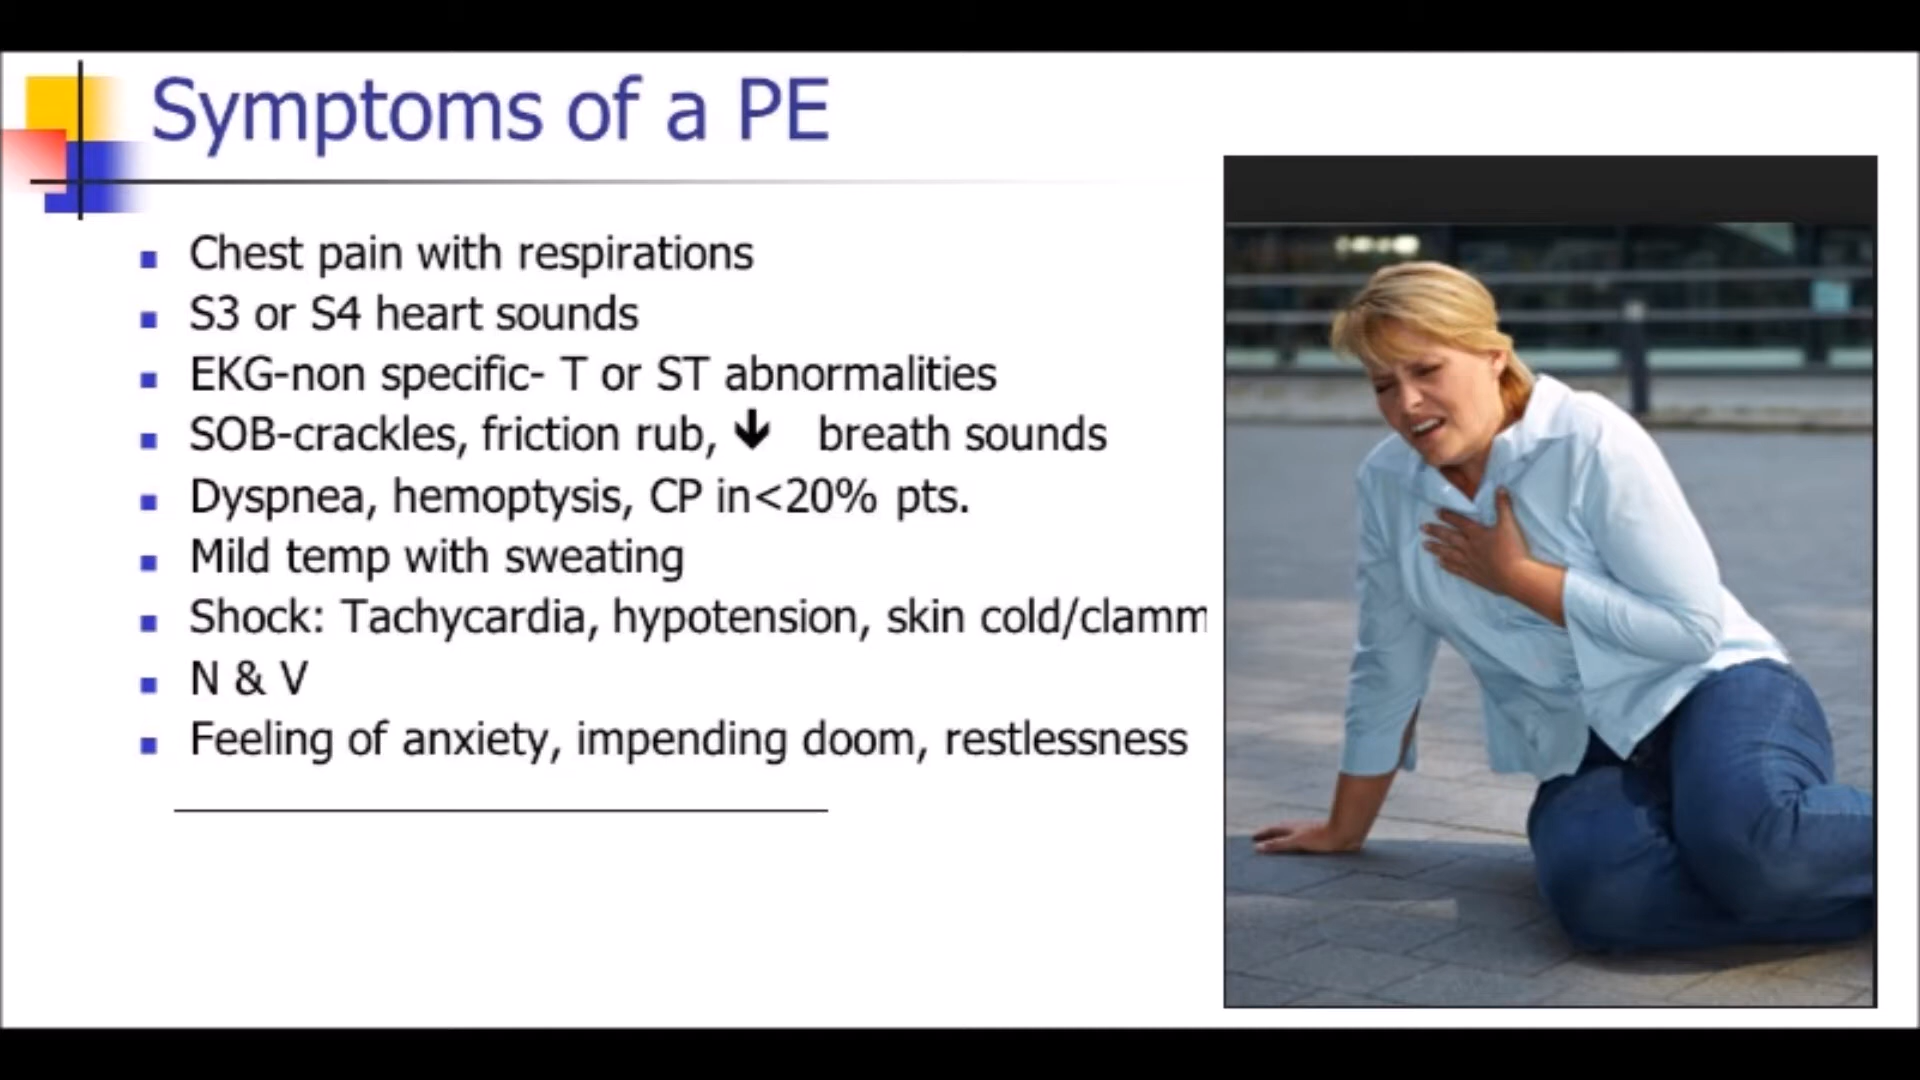 Symptoms of a PE
Chest pain with respirations
S3 or S4 heart sounds
EKG-non specific- T or ST abnormalities
SOB-crackles, friction rub, ↓ breath sounds
Dyspnea, hemoptysis, CP in<20% pts.
Mild temp with sweating
Shock: Tachycardia, hypotension, skin cold/clamm
N & V
Feeling of anxiety, impending doom, restlessness